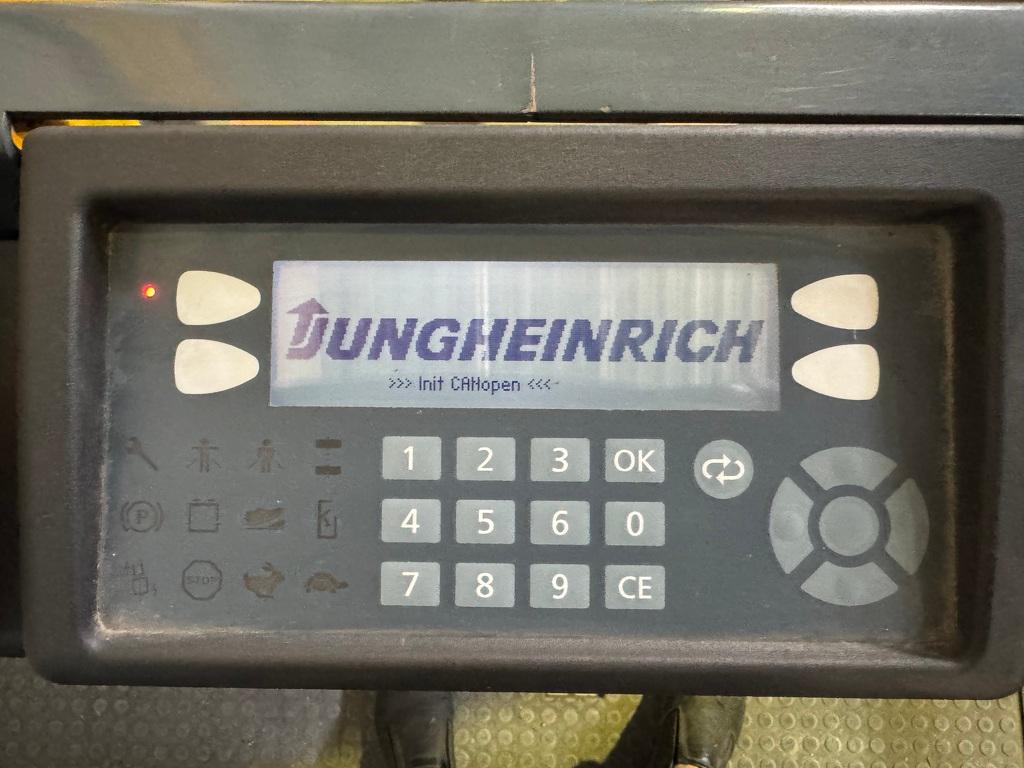 JUNGHEINRICH
>>> Init CANopen <<<
1 2 3 OK
4 5 6 0
7 8 9 CE
P
STOP